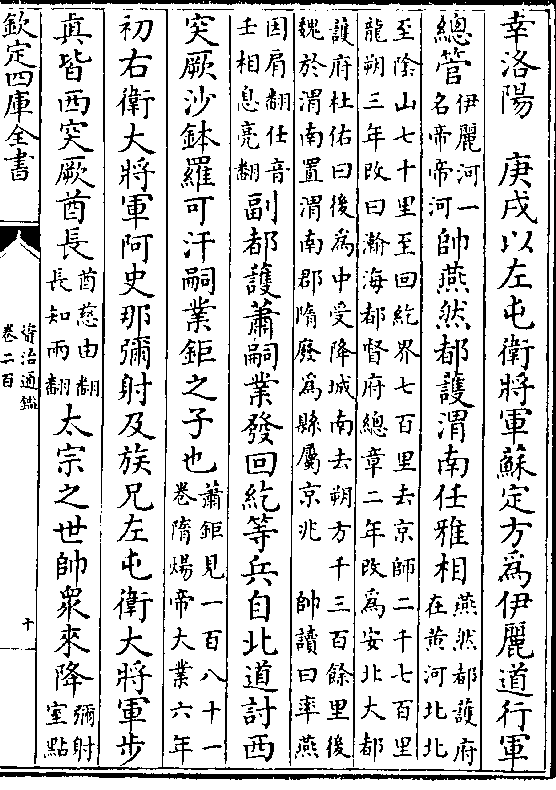 幸洛陽　庚戌以左屯衛將軍蘇定方爲伊麗道行軍
總管伊麗河一名帝帝河帥燕然都護渭南任雅相燕然都護府在黃河北北
至陰山七十里至回紇界七百里去京師二千七百里
龍朔三年改曰瀚海都督府總章二年改爲安北大都
護府杜佑曰後爲中受降城南去朔方千三百餘里後
魏於渭南置渭南郡隋廢爲縣屬京兆　帥讀曰率燕
因肩翻任音壬相息亮翻副都護蕭嗣業發回紇等兵自北道討西
突厥沙鉢羅可汗嗣業鉅之子也蕭鉅見一百八十一卷隋煬帝大業六年
初右衛大將軍阿史那彌射及族兄左屯衛大將軍步
真皆西突厥酋長酋慈由翻長知兩翻太宗之世帥衆來降彌射室點
欽定四庫全書
資治通鑑
卷二百
十